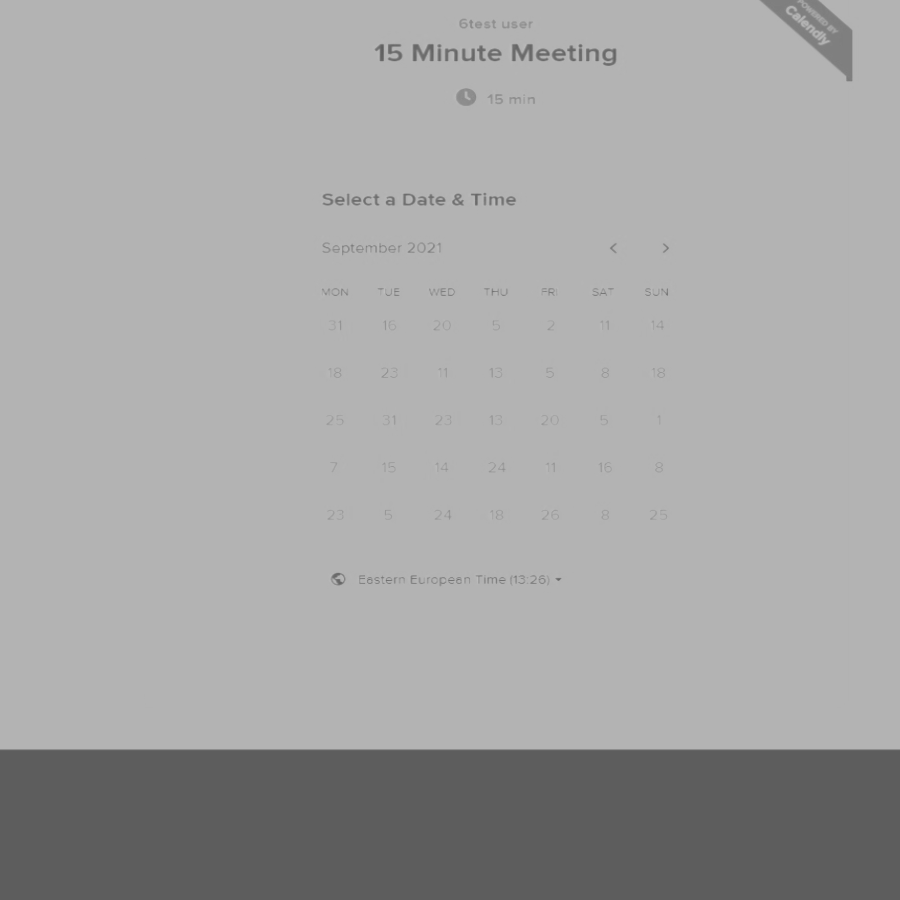 POWERED BY
Calendly
6test user
15 Minute Meeting
15 min
Select a Date & Time
September 2021
MON TUE WED THU FRI SAT SUN
31 16 20 5 2 11 14
18 23 11 13 5 8 18
25 31 23 13 20 5 1
7 15 14 24 11 16 8
23 5 24 18 26 8 25
Eastern European Time (13:26)